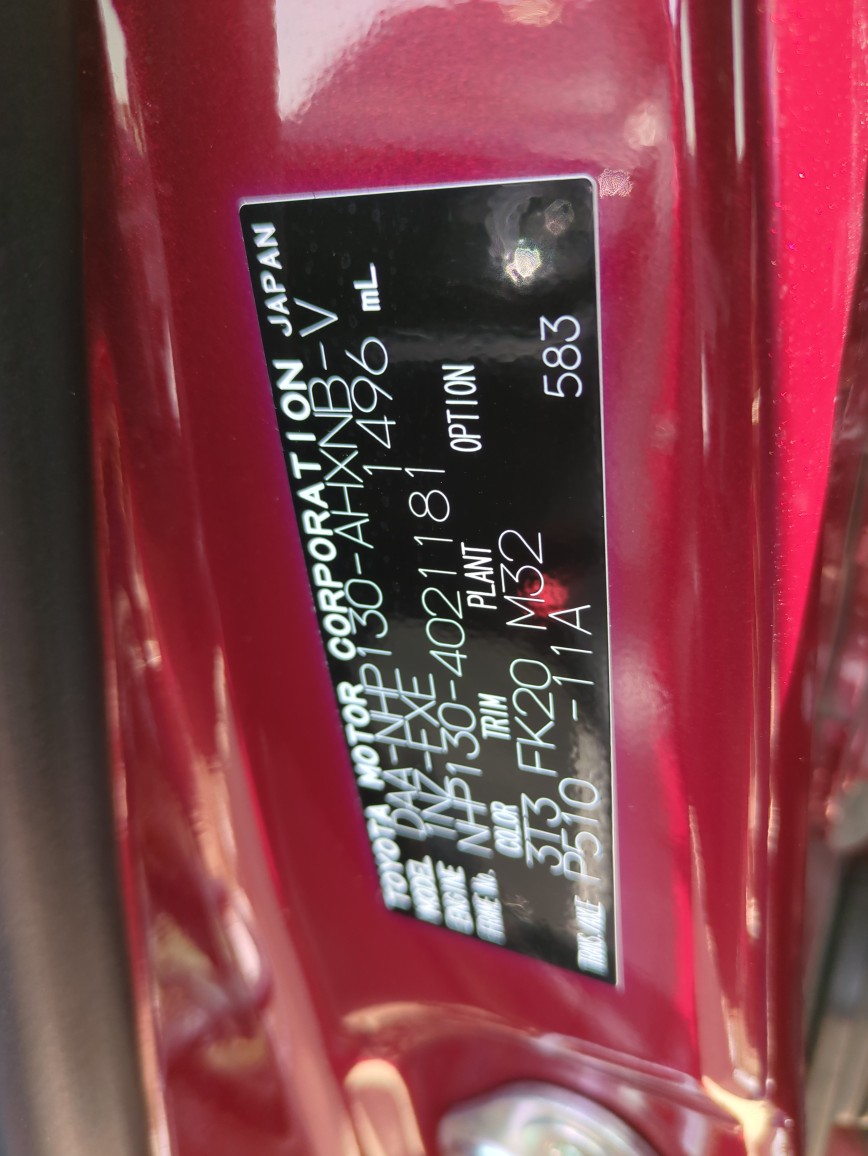 TOYOTA MOTOR CORPORATION JAPAN
MODEL DAA-NHP130-AHXNB-V
ENGINE 1NZ-FXE 1496 mL
FRAME No. NHP130-4021181
COLOR TRIM PLANT OPTION
3T3 FK20 M32
TRANS./AXLE P510 -11A 583